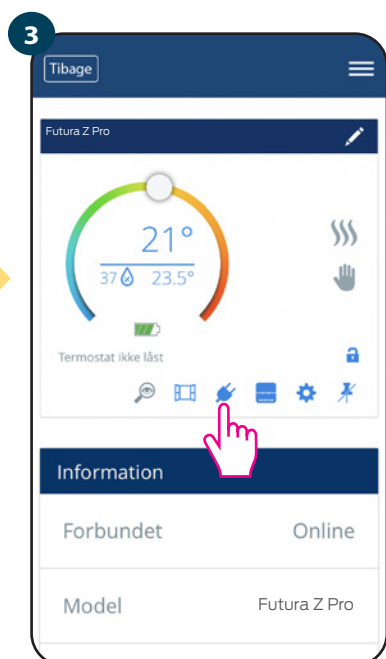 3
Tibage
Futura Z Pro
21°
37 23.5°
Termostat ikke låst
Information
Forbundet Online
Model Futura Z Pro